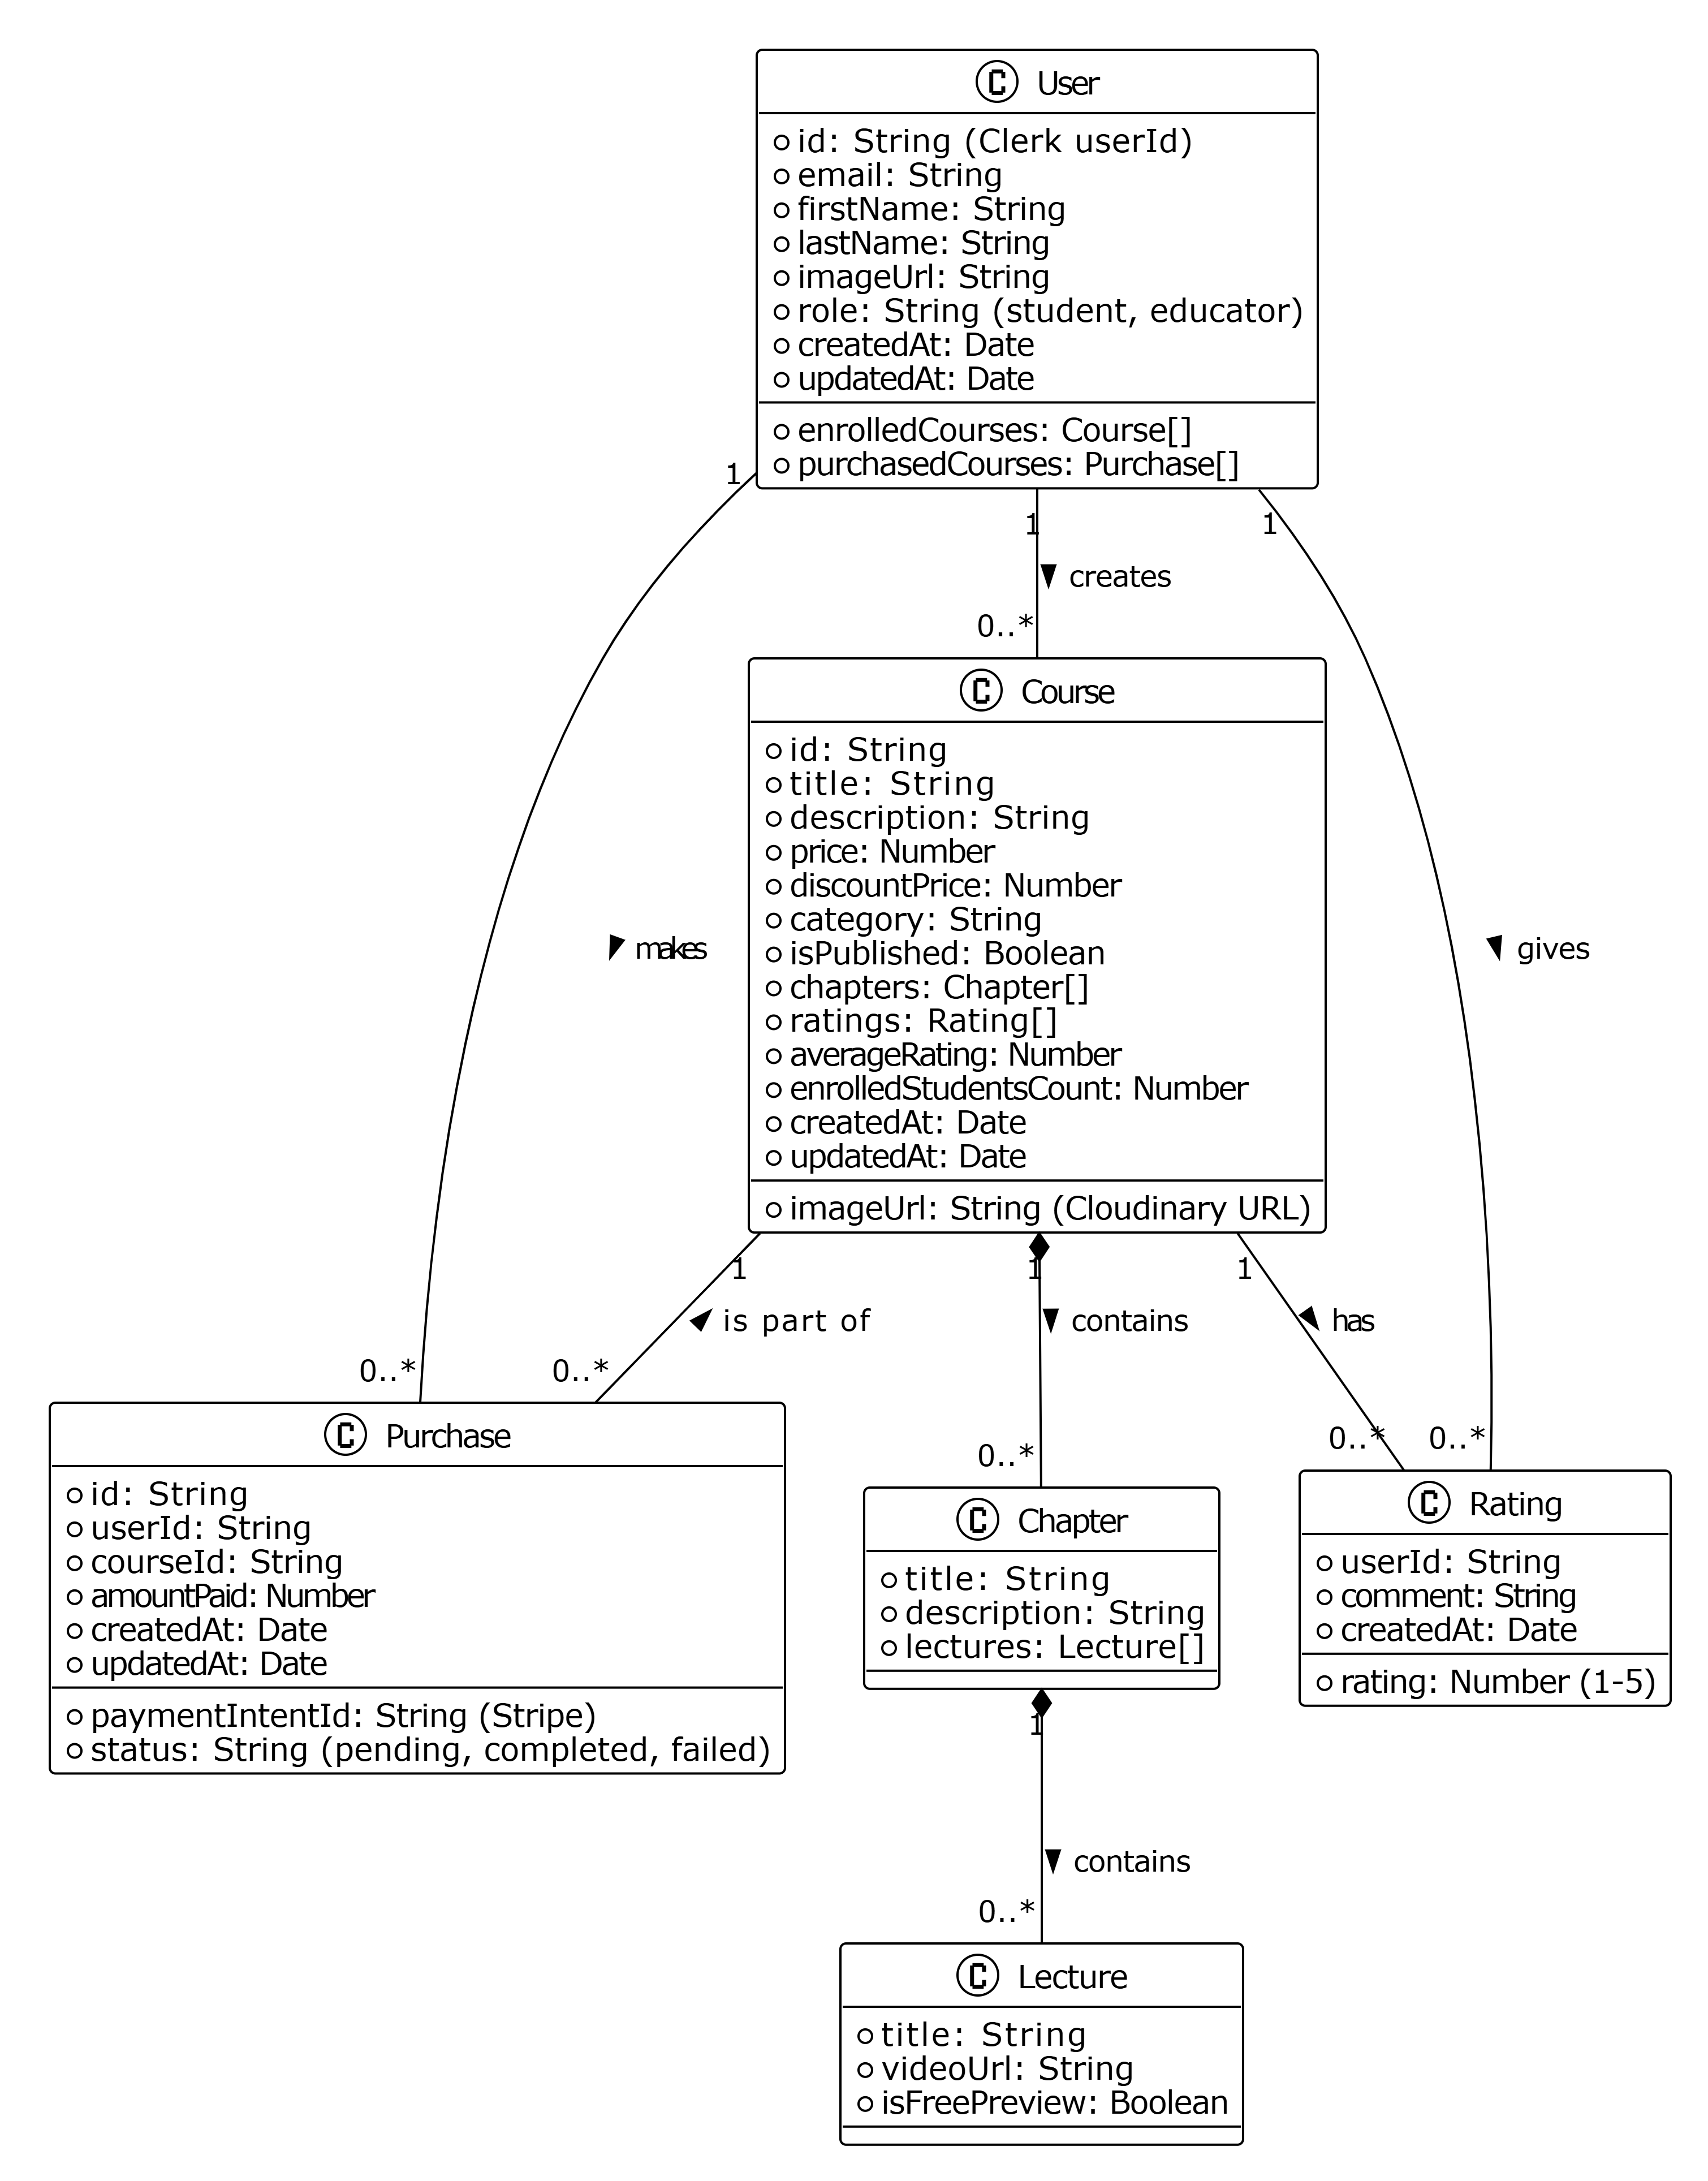 C User
id: String (Clerk userId)
email: String
firstName: String
lastName: String
imageUrl: String
role: String (student, educator)
createdAt: Date
updatedAt: Date
enrolledCourses: Course[]
purchasedCourses: Purchase[]
1
1
1
creates
0..*
C Course
id: String
title: String
description: String
price: Number
discountPrice: Number
category: String
isPublished: Boolean
chapters: Chapter[]
ratings: Rating[]
averageRating: Number
enrolledStudentsCount: Number
createdAt: Date
updatedAt: Date
imageUrl: String (Cloudinary URL)
makes
gives
1
1
1
is part of
contains
has
0..*
0..*
0..*
0..*
0..*
C Purchase
id: String
userId: String
courseId: String
amountPaid: Number
createdAt: Date
updatedAt: Date
paymentIntentId: String (Stripe)
status: String (pending, completed, failed)
C Chapter
title: String
description: String
lectures: Lecture[]
C Rating
userId: String
comment: String
createdAt: Date
rating: Number (1-5)
1
contains
0..*
C Lecture
title: String
videoUrl: String
isFreePreview: Boolean